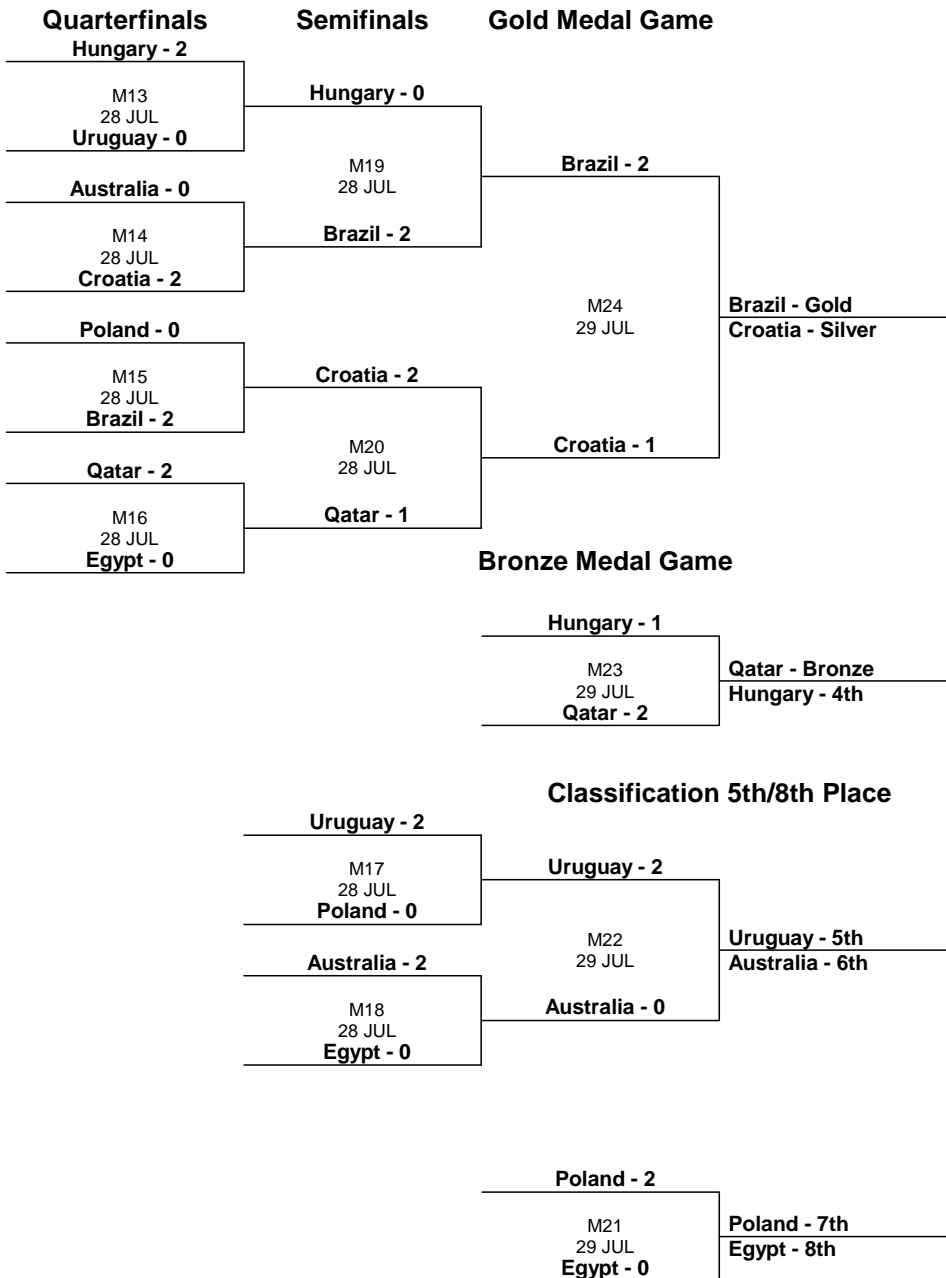 Quarterfinals Semifinals Gold Medal Game
Hungary - 2
M13
28 JUL
Uruguay - 0
Australia - 0
M14
28 JUL
Croatia - 2
Poland - 0
M15
28 JUL
Brazil - 2
Qatar - 2
M16
28 JUL
Egypt - 0
Hungary - 0
M19
28 JUL
Brazil - 2
Croatia - 2
M20
28 JUL
Qatar - 1
Brazil - 2
M24
29 JUL
Croatia - 1
Brazil - Gold
Croatia - Silver
Bronze Medal Game
Hungary - 1
M23
29 JUL
Qatar - 2
Qatar - Bronze
Hungary - 4th
Classification 5th/8th Place
Uruguay - 2
M17
28 JUL
Poland - 0
Australia - 2
M18
28 JUL
Egypt - 0
Uruguay - 2
M22
29 JUL
Australia - 0
Uruguay - 5th
Australia - 6th
Poland - 2
M21
29 JUL
Egypt - 0
Poland - 7th
Egypt - 8th